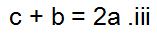 c + b = 2a .iii